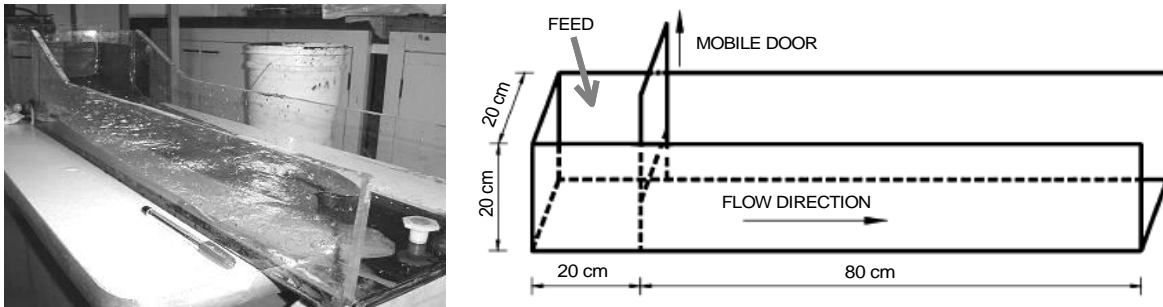 FEED
MOBILE DOOR
20 cm
20 cm
FLOW DIRECTION
20 cm
80 cm